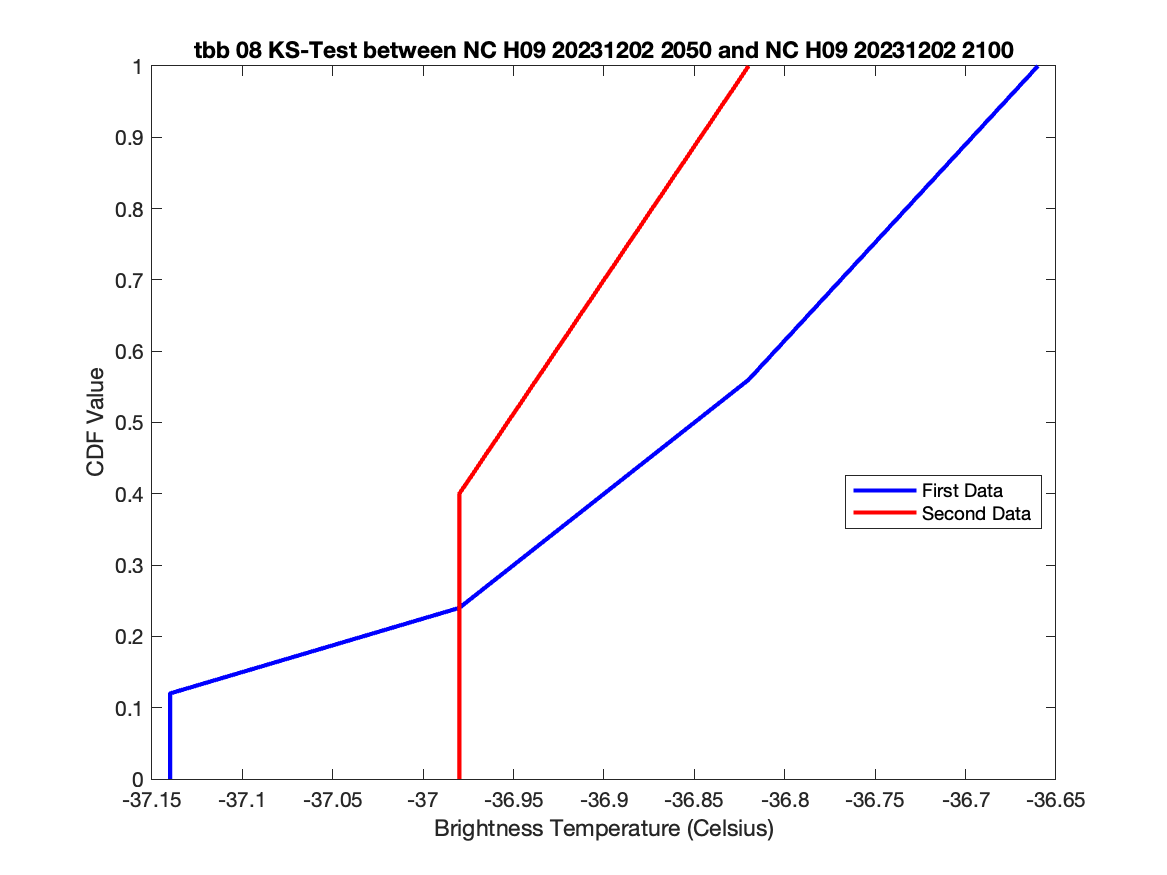 tbb 08 KS-Test between NC H09 20231202 2050 and NC H09 20231202 2100
1
0.9
0.8
0.7
0.6
0.5
0.4
0.3
0.2
0.1
0
CDF Value
First Data
Second Data
-37.15 -37.1 -37.05 -37 -36.95 -36.9 -36.85 -36.8 -36.75 -36.7 -36.65
Brightness Temperature (Celsius)